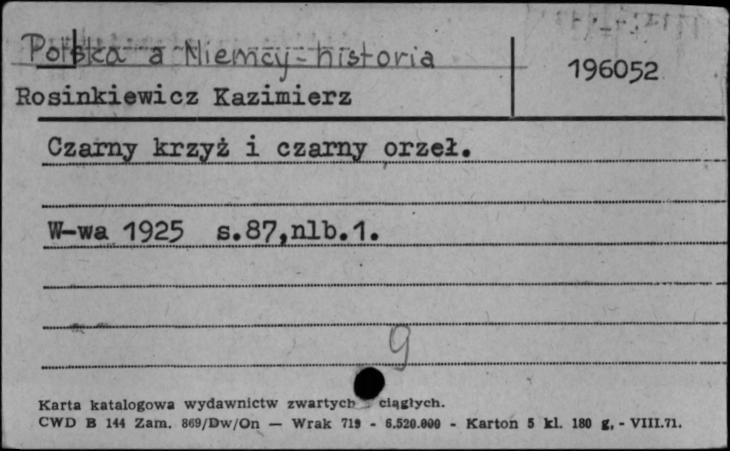 Polska a Niemcy - historia
196052
Rosinkiewicz Kazimierz
Czarny krzyż i czarny orzeł.
W-wa 1925 s.87,nlb.1.
9
Karta katalogowa wydawnictw zwartych - ciągłych.
CWD B 144 Zam. 869/Dw/On — Wrak 719 - 6.520.000 - Karton 5 kl. 180 g. - VIII.71.